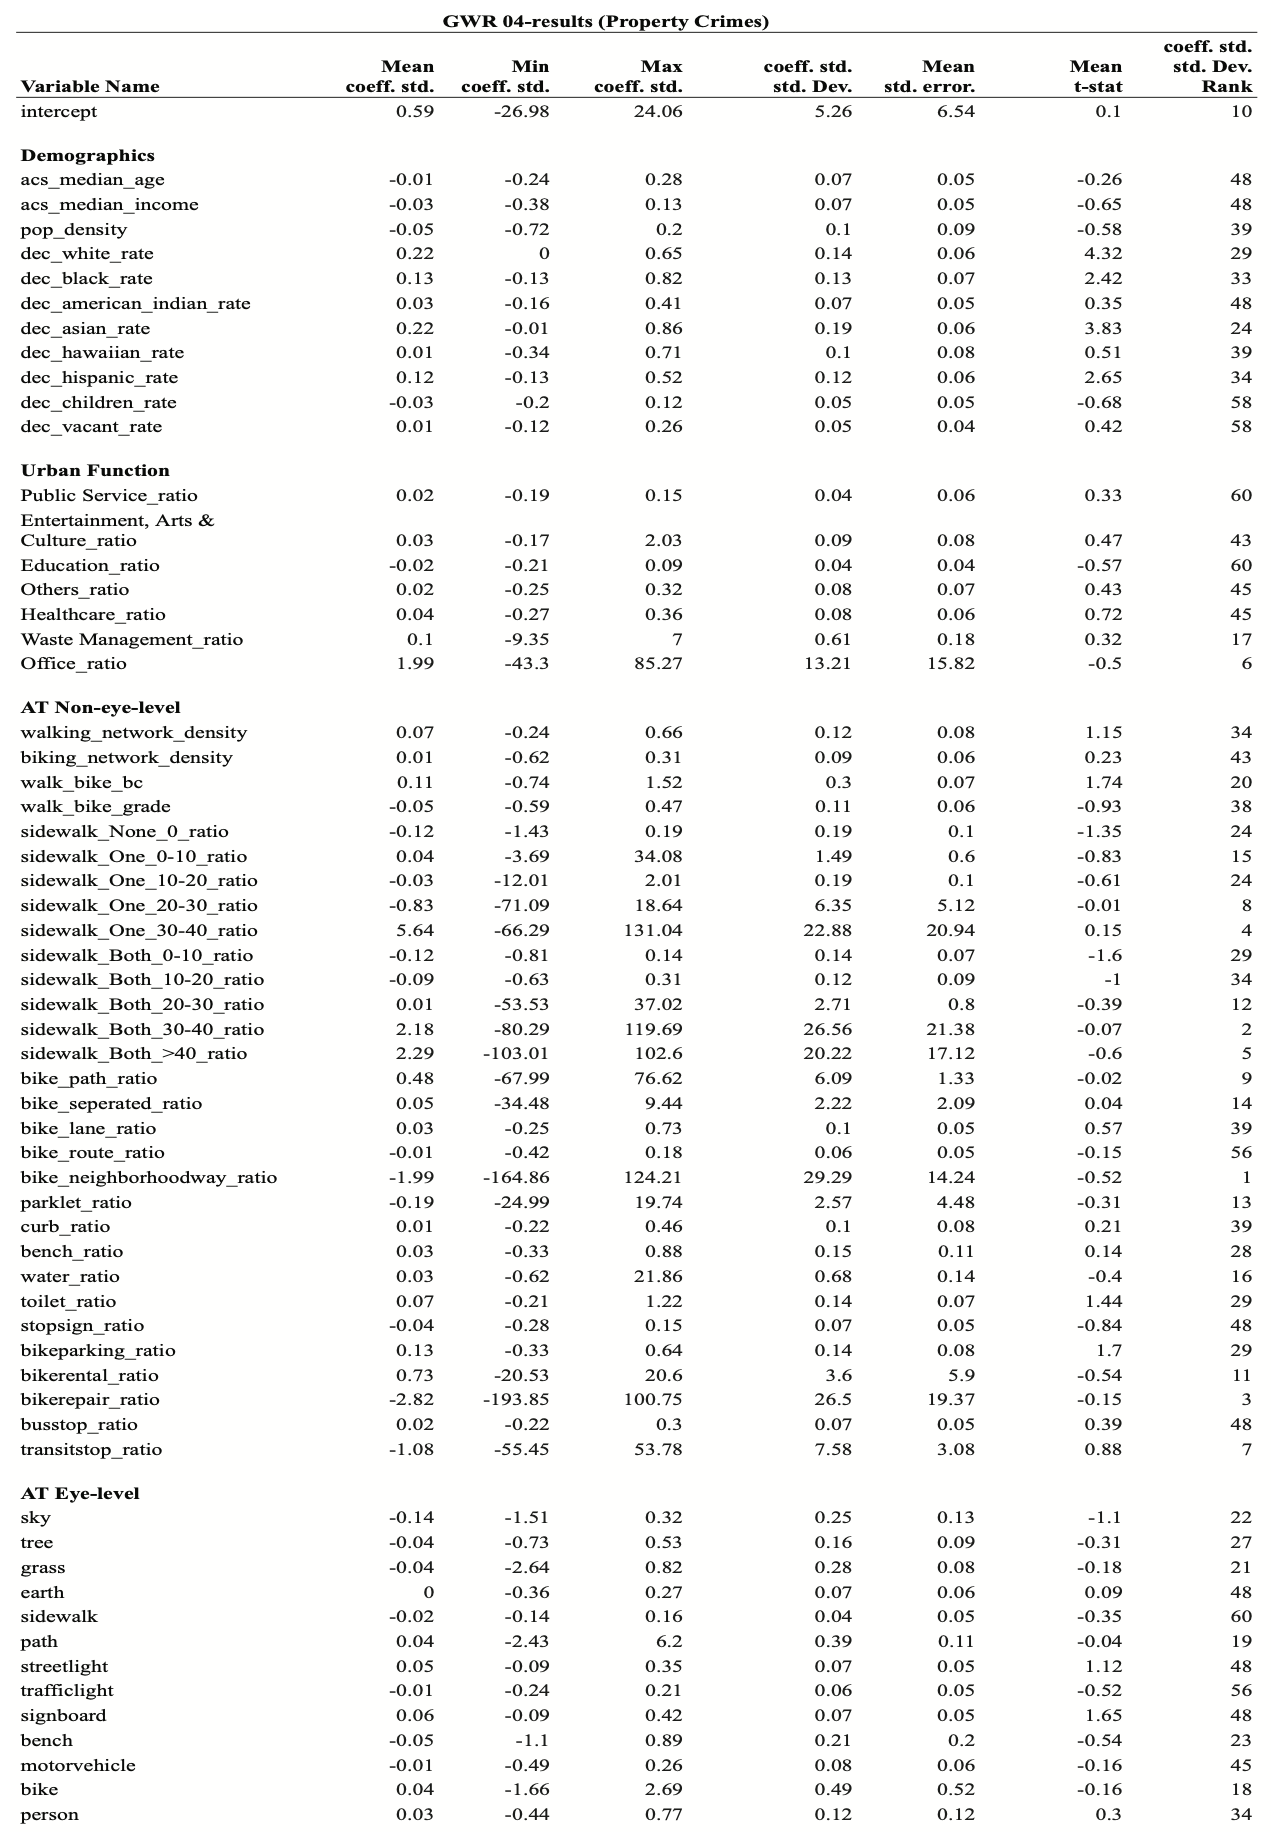 GWR 04-results (Property Crimes)
Variable Name Mean coeff. std. Min coeff. std. Max coeff. std. coeff. std. std. Dev. Mean std. error. Mean t-stat coeff. std. std. Dev. Rank
intercept 0.59 -26.98 24.06 5.26 6.54 0.1 10
Demographics
acs_median_age -0.01 -0.24 0.28 0.07 0.05 -0.26 48
acs_median_income -0.03 -0.38 0.13 0.07 0.05 -0.65 48
pop_density -0.05 -0.72 0.2 0.1 0.09 -0.58 39
dec_white_rate 0.22 0 0.65 0.14 0.06 4.32 29
dec_black_rate 0.13 -0.13 0.82 0.13 0.07 2.42 33
dec_american_indian_rate 0.03 -0.16 0.41 0.07 0.05 0.35 48
dec_asian_rate 0.22 -0.01 0.86 0.19 0.06 3.83 24
dec_hawaiian_rate 0.01 -0.34 0.71 0.1 0.08 0.51 39
dec_hispanic_rate 0.12 -0.13 0.52 0.12 0.06 2.65 34
dec_children_rate -0.03 -0.2 0.12 0.05 0.05 -0.68 58
dec_vacant_rate 0.01 -0.12 0.26 0.05 0.04 0.42 58
Urban Function
Public Service_ratio 0.02 -0.19 0.15 0.04 0.06 0.33 60
Entertainment, Arts &
Culture_ratio 0.03 -0.17 2.03 0.09 0.08 0.47 43
Education_ratio -0.02 -0.21 0.09 0.04 0.04 -0.57 60
Others_ratio 0.02 -0.25 0.32 0.08 0.07 0.43 45
Healthcare_ratio 0.04 -0.27 0.36 0.08 0.06 0.72 45
Waste Management_ratio 0.1 -9.35 7 0.61 0.18 0.32 17
Office_ratio 1.99 -43.3 85.27 13.21 15.82 -0.5 6
AT Non-eye-level
walking_network_density 0.07 -0.24 0.66 0.12 0.08 1.15 34
biking_network_density 0.01 -0.62 0.31 0.09 0.06 0.23 43
walk_bike_bc 0.11 -0.74 1.52 0.3 0.07 1.74 20
walk_bike_grade -0.05 -0.59 0.47 0.11 0.06 -0.93 38
sidewalk_None_0_ratio -0.12 -1.43 0.19 0.19 0.1 -1.35 24
sidewalk_One_0-10_ratio 0.04 -3.69 34.08 1.49 0.6 -0.83 15
sidewalk_One_10-20_ratio -0.03 -12.01 2.01 0.19 0.1 -0.61 24
sidewalk_One_20-30_ratio -0.83 -71.09 18.64 6.35 5.12 -0.01 8
sidewalk_One_30-40_ratio 5.64 -66.29 131.04 22.88 20.94 0.15 4
sidewalk_Both_0-10_ratio -0.12 -0.81 0.14 0.14 0.07 -1.6 29
sidewalk_Both_10-20_ratio -0.09 -0.63 0.31 0.12 0.09 -1 34
sidewalk_Both_20-30_ratio 0.01 -53.53 37.02 2.71 0.8 -0.39 12
sidewalk_Both_30-40_ratio 2.18 -80.29 119.69 26.56 21.38 -0.07 2
sidewalk_Both_>40_ratio 2.29 -103.01 102.6 20.22 17.12 -0.6 5
bike_path_ratio 0.48 -67.99 76.62 6.09 1.33 -0.02 9
bike_seperated_ratio 0.05 -34.48 9.44 2.22 2.09 0.04 14
bike_lane_ratio 0.03 -0.25 0.73 0.1 0.05 0.57 39
bike_route_ratio -0.01 -0.42 0.18 0.06 0.05 -0.15 56
bike_neighborhoodway_ratio -1.99 -164.86 124.21 29.29 14.24 -0.52 1
parklet_ratio -0.19 -24.99 19.74 2.57 4.48 -0.31 13
curb_ratio 0.01 -0.22 0.46 0.1 0.08 0.21 39
bench_ratio 0.03 -0.33 0.88 0.15 0.11 0.14 28
water_ratio 0.03 -0.62 21.86 0.68 0.14 -0.4 16
toilet_ratio 0.07 -0.21 1.22 0.14 0.07 1.44 29
stopsign_ratio -0.04 -0.28 0.15 0.07 0.05 -0.84 48
bikeparking_ratio 0.13 -0.33 0.64 0.14 0.08 1.7 29
bikerental_ratio 0.73 -20.53 20.6 3.6 5.9 -0.54 11
bikerepair_ratio -2.82 -193.85 100.75 26.5 19.37 -0.15 3
busstop_ratio 0.02 -0.22 0.3 0.07 0.05 0.39 48
transitstop_ratio -1.08 -55.45 53.78 7.58 3.08 0.88 7
AT Eye-level
sky -0.14 -1.51 0.32 0.25 0.13 -1.1 22
tree -0.04 -0.73 0.53 0.16 0.09 -0.31 27
grass -0.04 -2.64 0.82 0.28 0.08 -0.18 21
earth 0 -0.36 0.27 0.07 0.06 0.09 48
sidewalk -0.02 -0.14 0.16 0.04 0.05 -0.35 60
path 0.04 -2.43 6.2 0.39 0.11 -0.04 19
streetlight 0.05 -0.09 0.35 0.07 0.05 1.12 48
trafficlight -0.01 -0.24 0.21 0.06 0.05 -0.52 56
signboard 0.06 -0.09 0.42 0.07 0.05 1.65 48
bench -0.05 -1.1 0.89 0.21 0.2 -0.54 23
motorvehicle -0.01 -0.49 0.26 0.08 0.06 -0.16 45
bike 0.04 -1.66 2.69 0.49 0.52 -0.16 18
person 0.03 -0.44 0.77 0.12 0.12 0.3 34